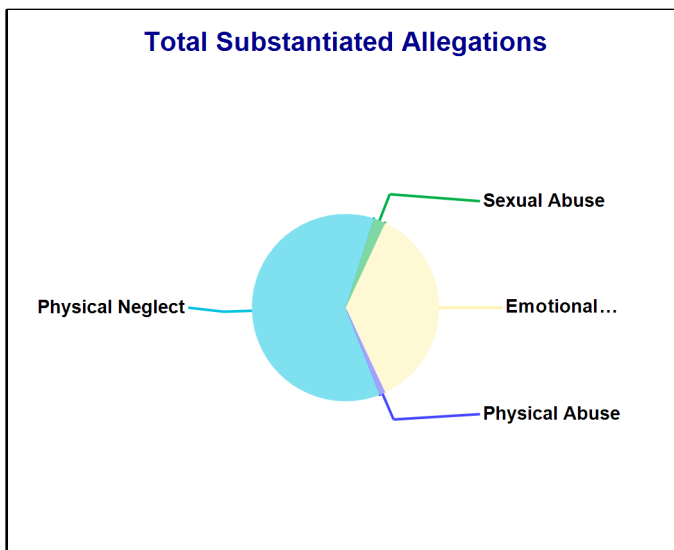 Total Substantiated Allegations
Sexual Abuse
Physical Neglect
Emotional…
Physical Abuse